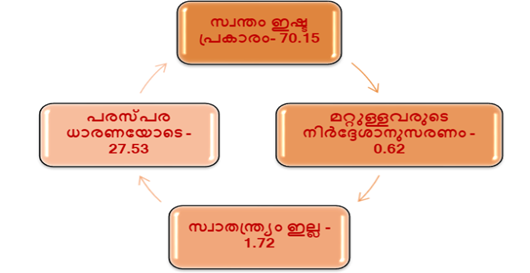 സ്വന്തം ഇഷ്ട
പ്രകാരം- 70.15
മറ്റുള്ളവരുടെ
നിർദ്ദേശാനുസരണം -
0.62
സ്വാതന്ത്ര്യം ഇല്ല -
1.72
പരസ്പര
ധാരണയോടെ -
27.53